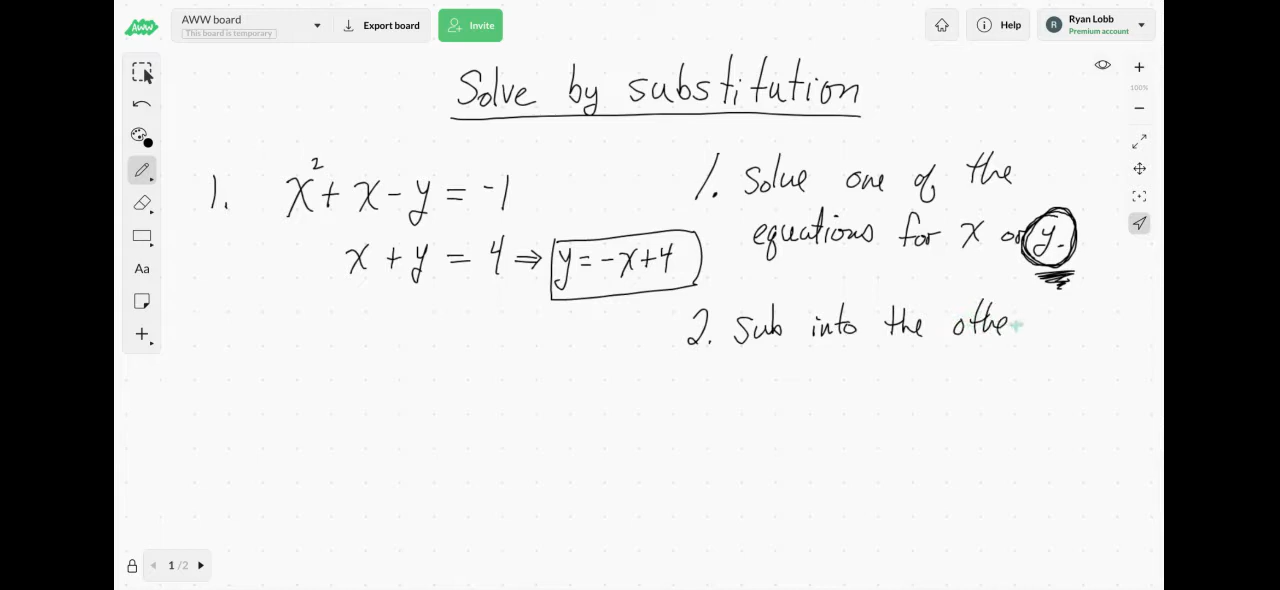 AWW board
This board is temporary
Export board
Invite
Help
R
Ryan Lobb
Premium account
AWW
100%
Solve by substitution
1. x² + x - y = -1
x + y = 4 ⇒ y = -x+4
1. Solve one of the
equations for x or y.
2. Sub into the othe
Aa
1 /2